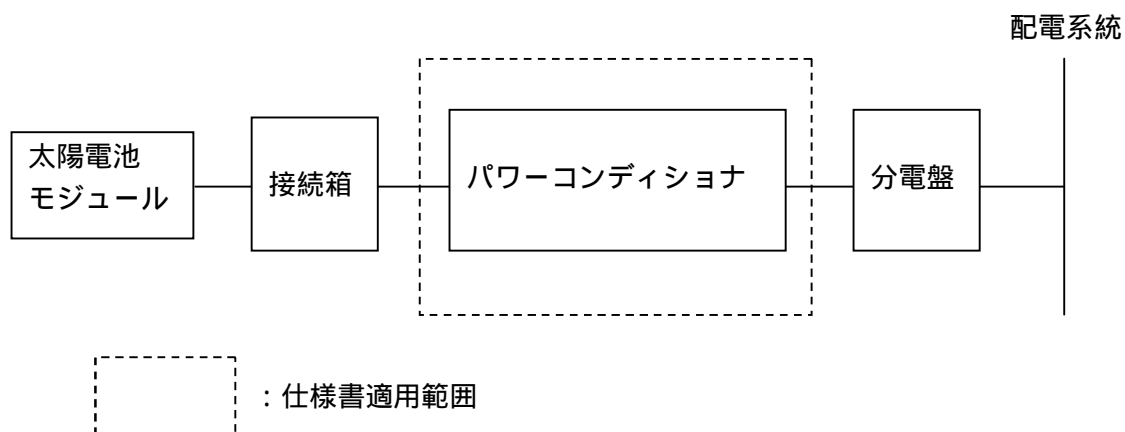 配電系統
太陽電池
モジュール
接続箱
パワーコンディショナ
分電盤
：仕様書適用範囲